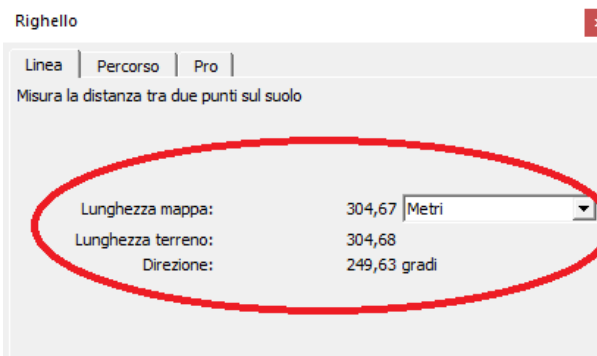 Righello
Linea Percorso Pro
Misura la distanza tra due punti sul suolo
Lunghezza mappa: 304,67 Metri
Lunghezza terreno: 304,68
Direzione: 249,63 gradi